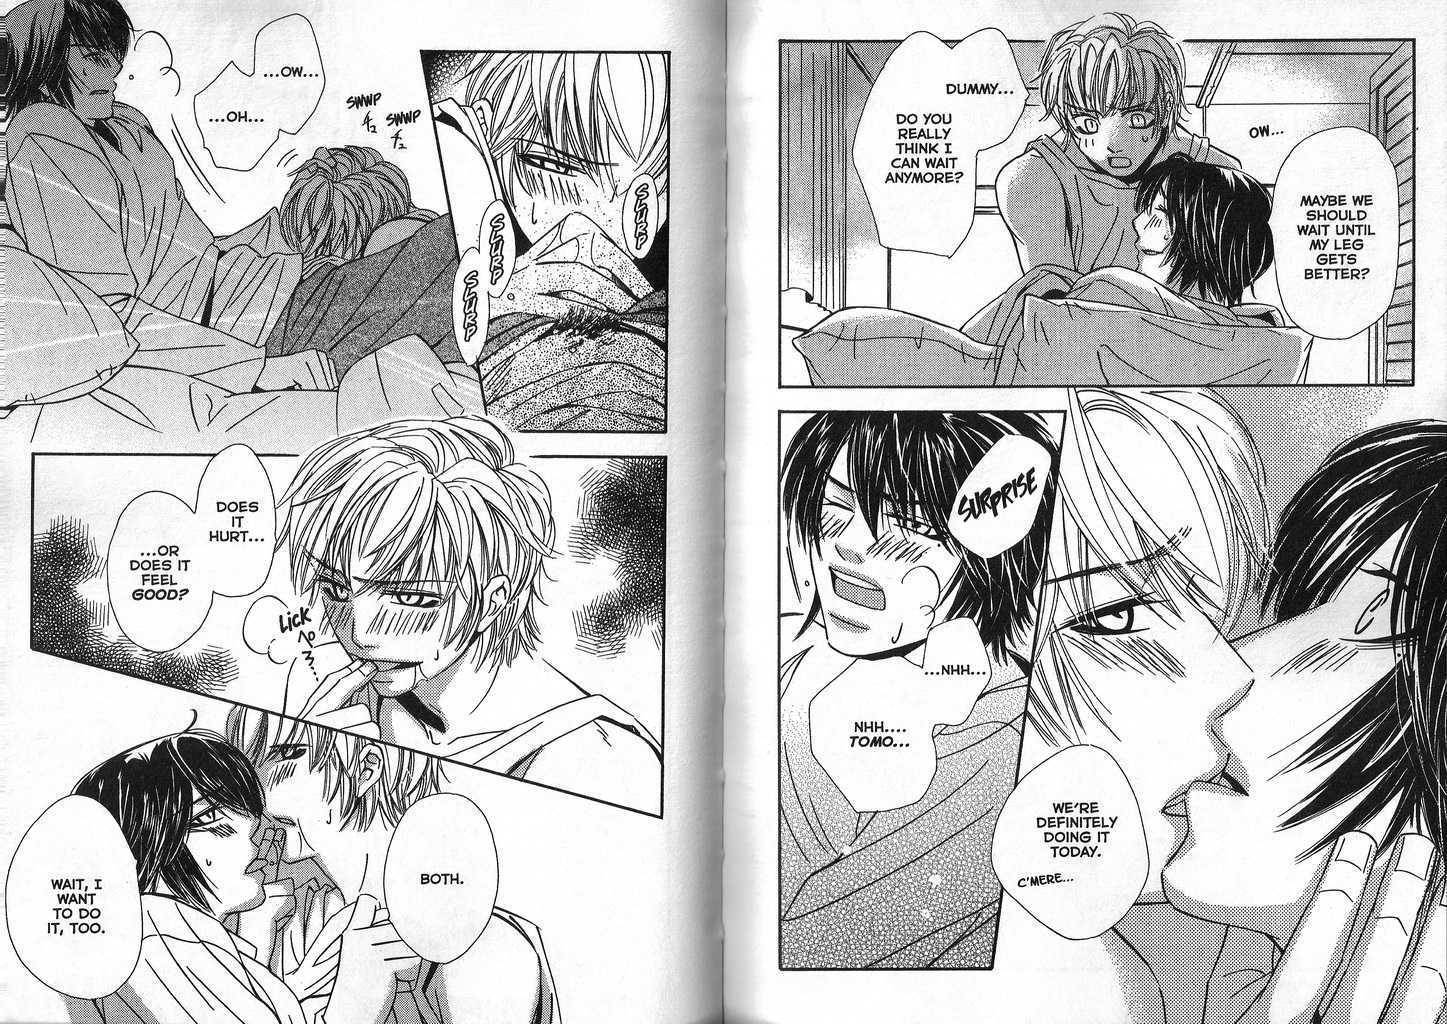 OW...
MAYBE WE
SHOULD
WAIT UNTIL
MY LEG
GETS
BETTER?
DUMMY...
DO YOU
REALLY
THINK I
CAN WAIT
ANYMORE?
WE'RE
DEFINITELY
DOING IT
TODAY.
C'MERE...
SURPRISE
...NHH...
NHH....
TOMO...
SLURP
SLURP
SLURP
SWWP
SWWP
...OW...
...OH...
DOES
IT
HURT...
...OR
DOES IT
FEEL
GOOD?
LICK
BOTH.
WAIT, I
WANT
TO DO
IT, TOO.